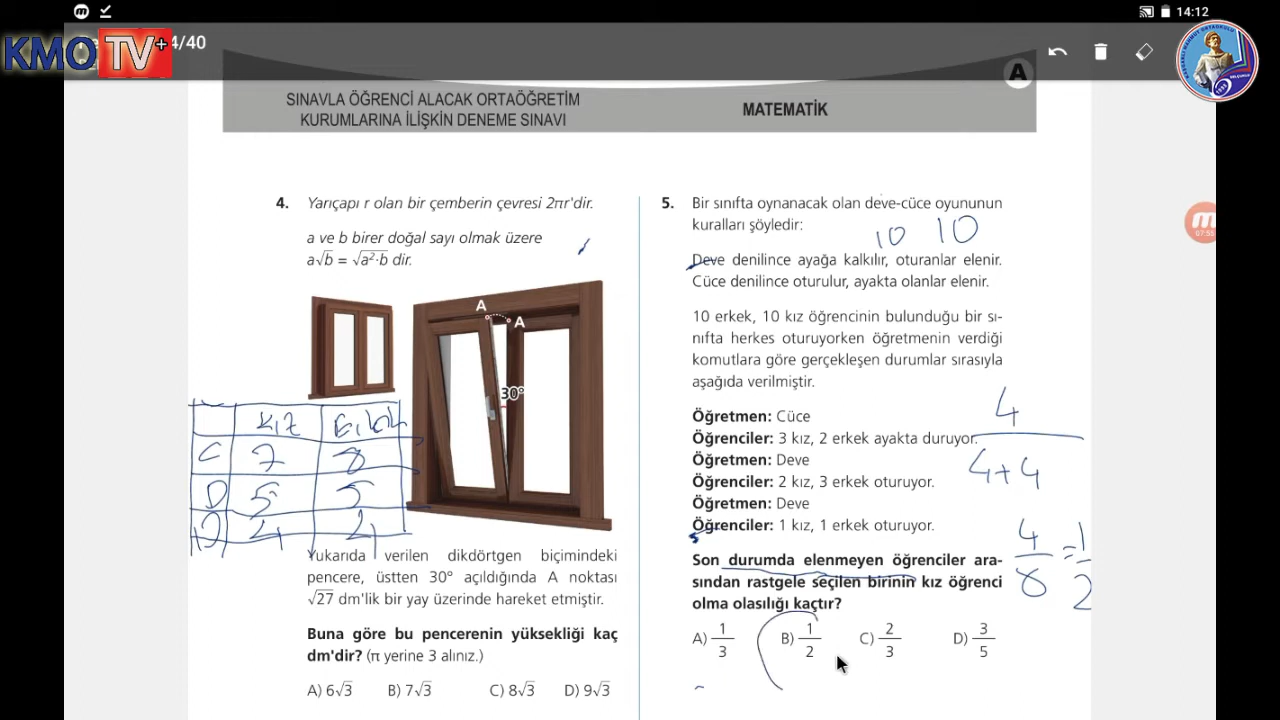 14:12
KMO TV+
4/40
A
SINAVLA ÖĞRENCİ ALACAK ORTAÖĞRETİM
KURUMLARINA İLİŞKİN DENEME SINAVI
MATEMATİK
4. Yarıçapı r olan bir çemberin çevresi 2πr'dir.
a ve b birer doğal sayı olmak üzere
a√b = √a²·b dir.
A
A
30°
Kız
C 7 8
D 5 5
D 4 4
Yukarıda verilen dikdörtgen biçimindeki
pencere, üstten 30° açıldığında A noktası
√27 dm'lik bir yay üzerinde hareket etmiştir.
Buna göre bu pencerenin yüksekliği kaç
dm'dir? (π yerine 3 alınız.)
A) 6√3 B) 7√3 C) 8√3 D) 9√3
5. Bir sınıfta oynanacak olan deve-cüce oyununun
kuralları şöyledir:
10 10
Deve denilince ayağa kalkılır, oturanlar elenir.
Cüce denilince oturulur, ayakta olanlar elenir.
10 erkek, 10 kız öğrencinin bulunduğu bir sı-
nıfta herkes oturuyorken öğretmenin verdiği
komutlara göre gerçekleşen durumlar sırasıyla
aşağıda verilmiştir.
Öğretmen: Cüce
Öğrenciler: 3 kız, 2 erkek ayakta duruyor.
Öğretmen: Deve
Öğrenciler: 2 kız, 3 erkek oturuyor.
Öğretmen: Deve
Öğrenciler: 1 kız, 1 erkek oturuyor.
4
4+4
4/8 = 1/2
Son durumda elenmeyen öğrenciler ara-
sından rastgele seçilen birinin kız öğrenci
olma olasılığı kaçtır?
A) 1/3 B) 1/2 C) 2/3 D) 3/5
07:55